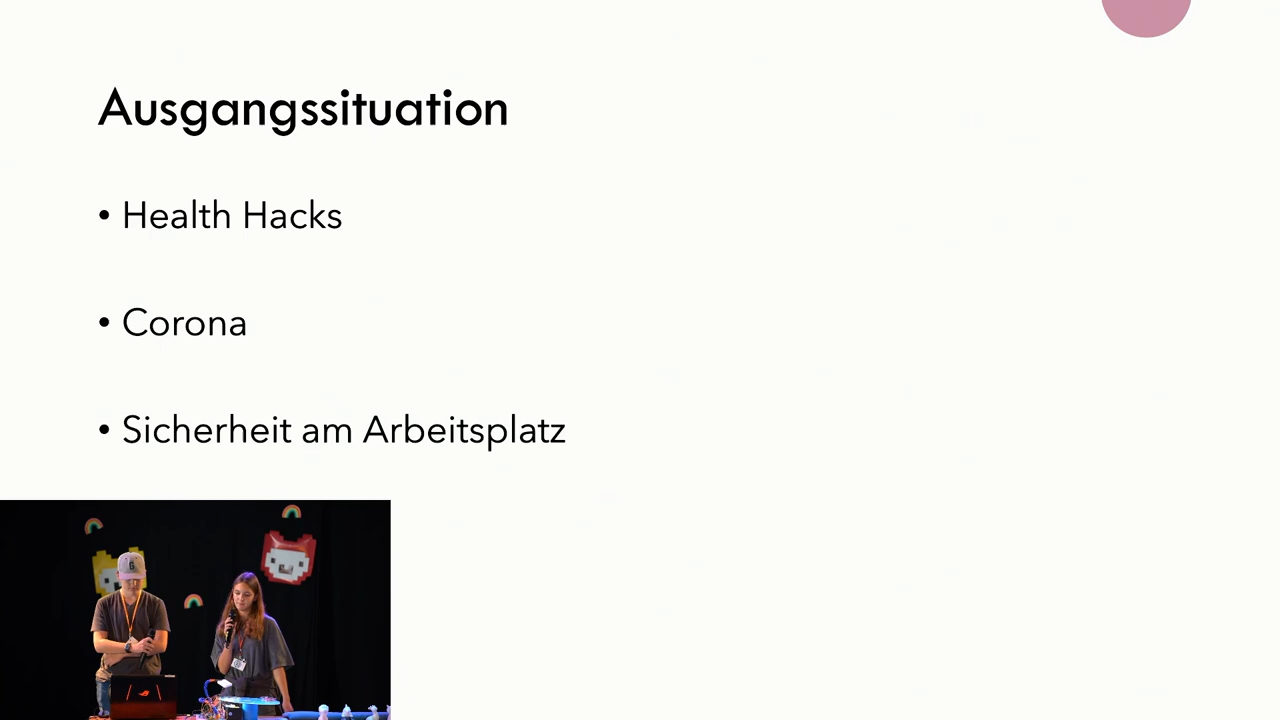 Ausgangssituation
• Health Hacks
• Corona
• Sicherheit am Arbeitsplatz